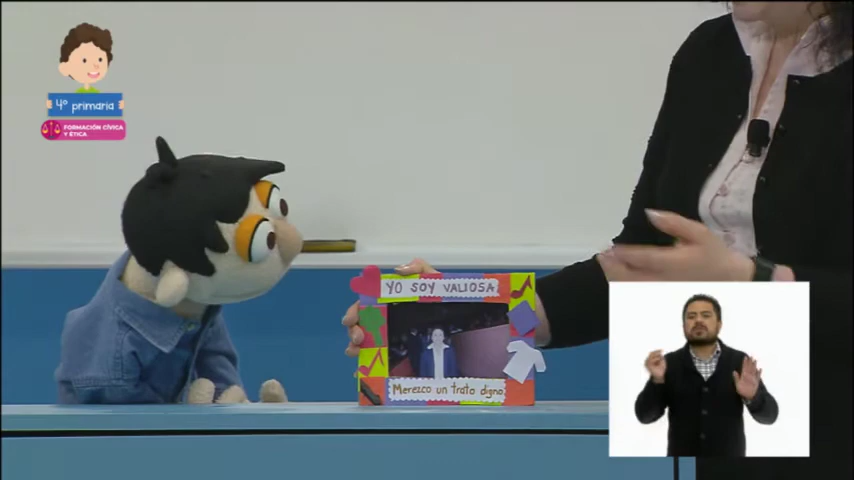 4º primaria
FORMACIÓN CÍVICA
Y ÉTICA
YO SOY VALIOSA
Merezco un trato digno